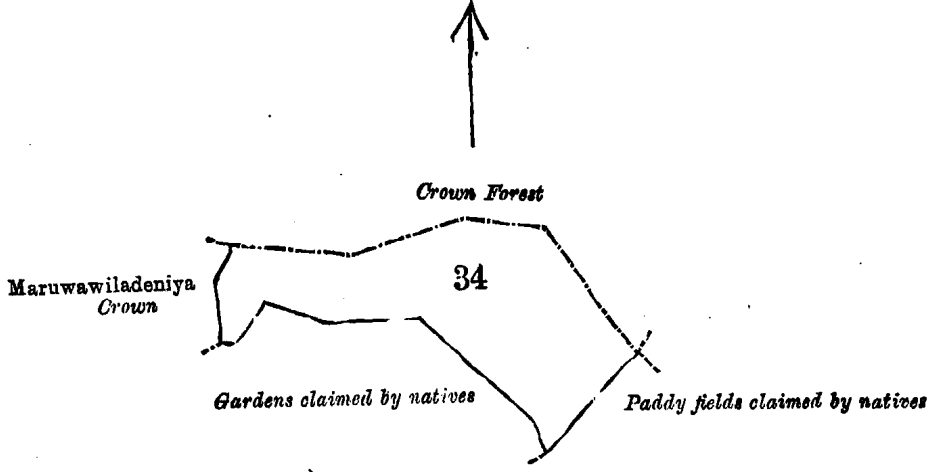 Crown Forest
34
Maruwawiladeniya
Crown
Gardens claimed by natives
Paddy fields claimed by natives